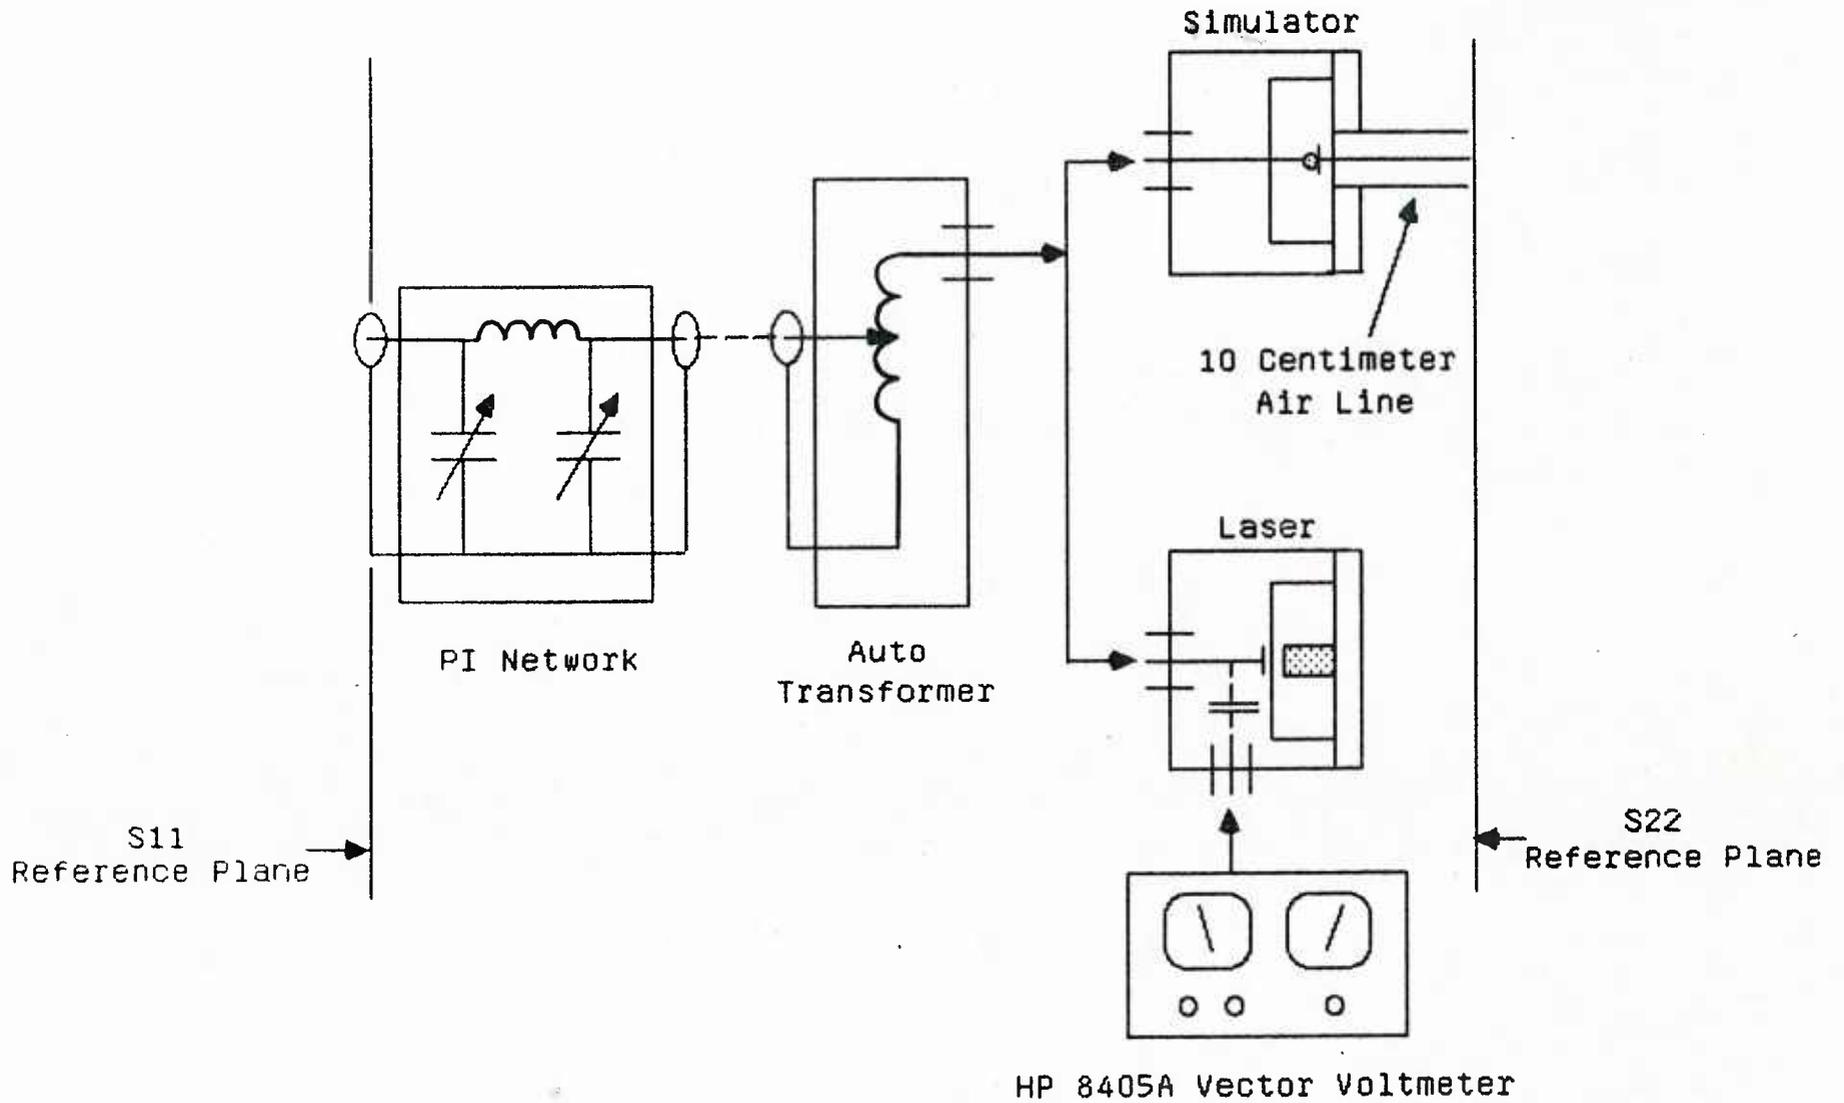 Simulator
10 Centimeter
Air Line
Laser
PI Network
Auto
Transformer
S11
Reference Plane
S22
Reference Plane
HP 8405A Vector Voltmeter